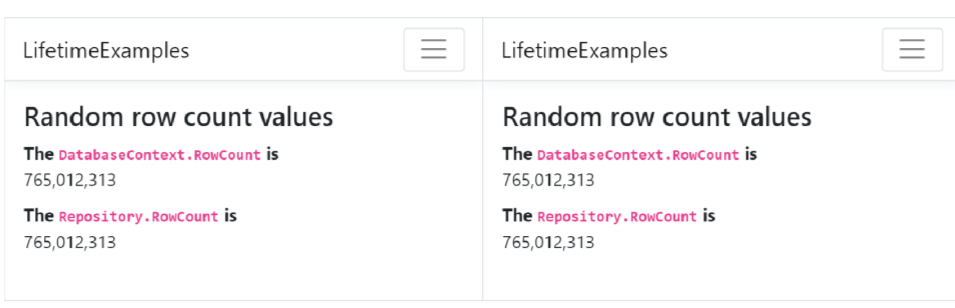 LifetimeExamples
Random row count values
The DatabaseContext.RowCount is
765,012,313
The Repository.RowCount is
765,012,313
LifetimeExamples
Random row count values
The DatabaseContext.RowCount is
765,012,313
The Repository.RowCount is
765,012,313